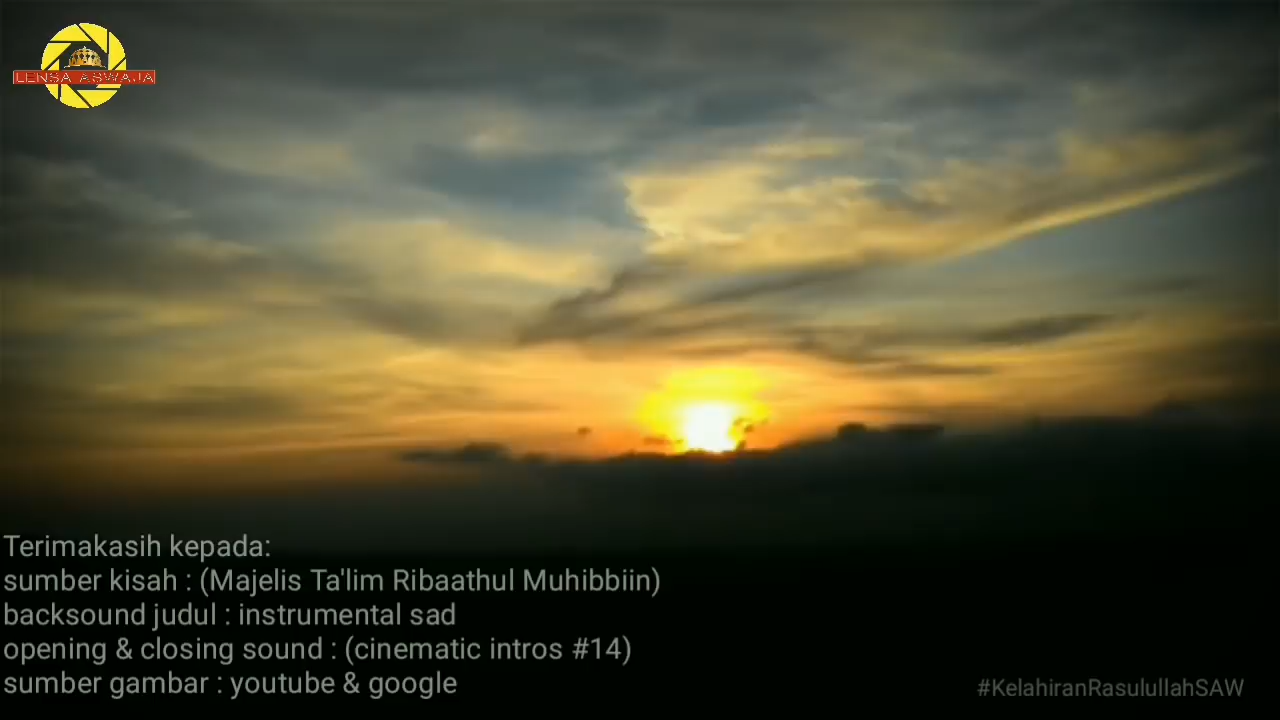 LENSA ASWAJA
Terimakasih kepada:
sumber kisah : (Majelis Ta'lim Ribaathul Muhibbiin)
backsound judul : instrumental sad
opening & closing sound : (cinematic intros #14)
sumber gambar : youtube & google
#KelahiranRasulullahSAW